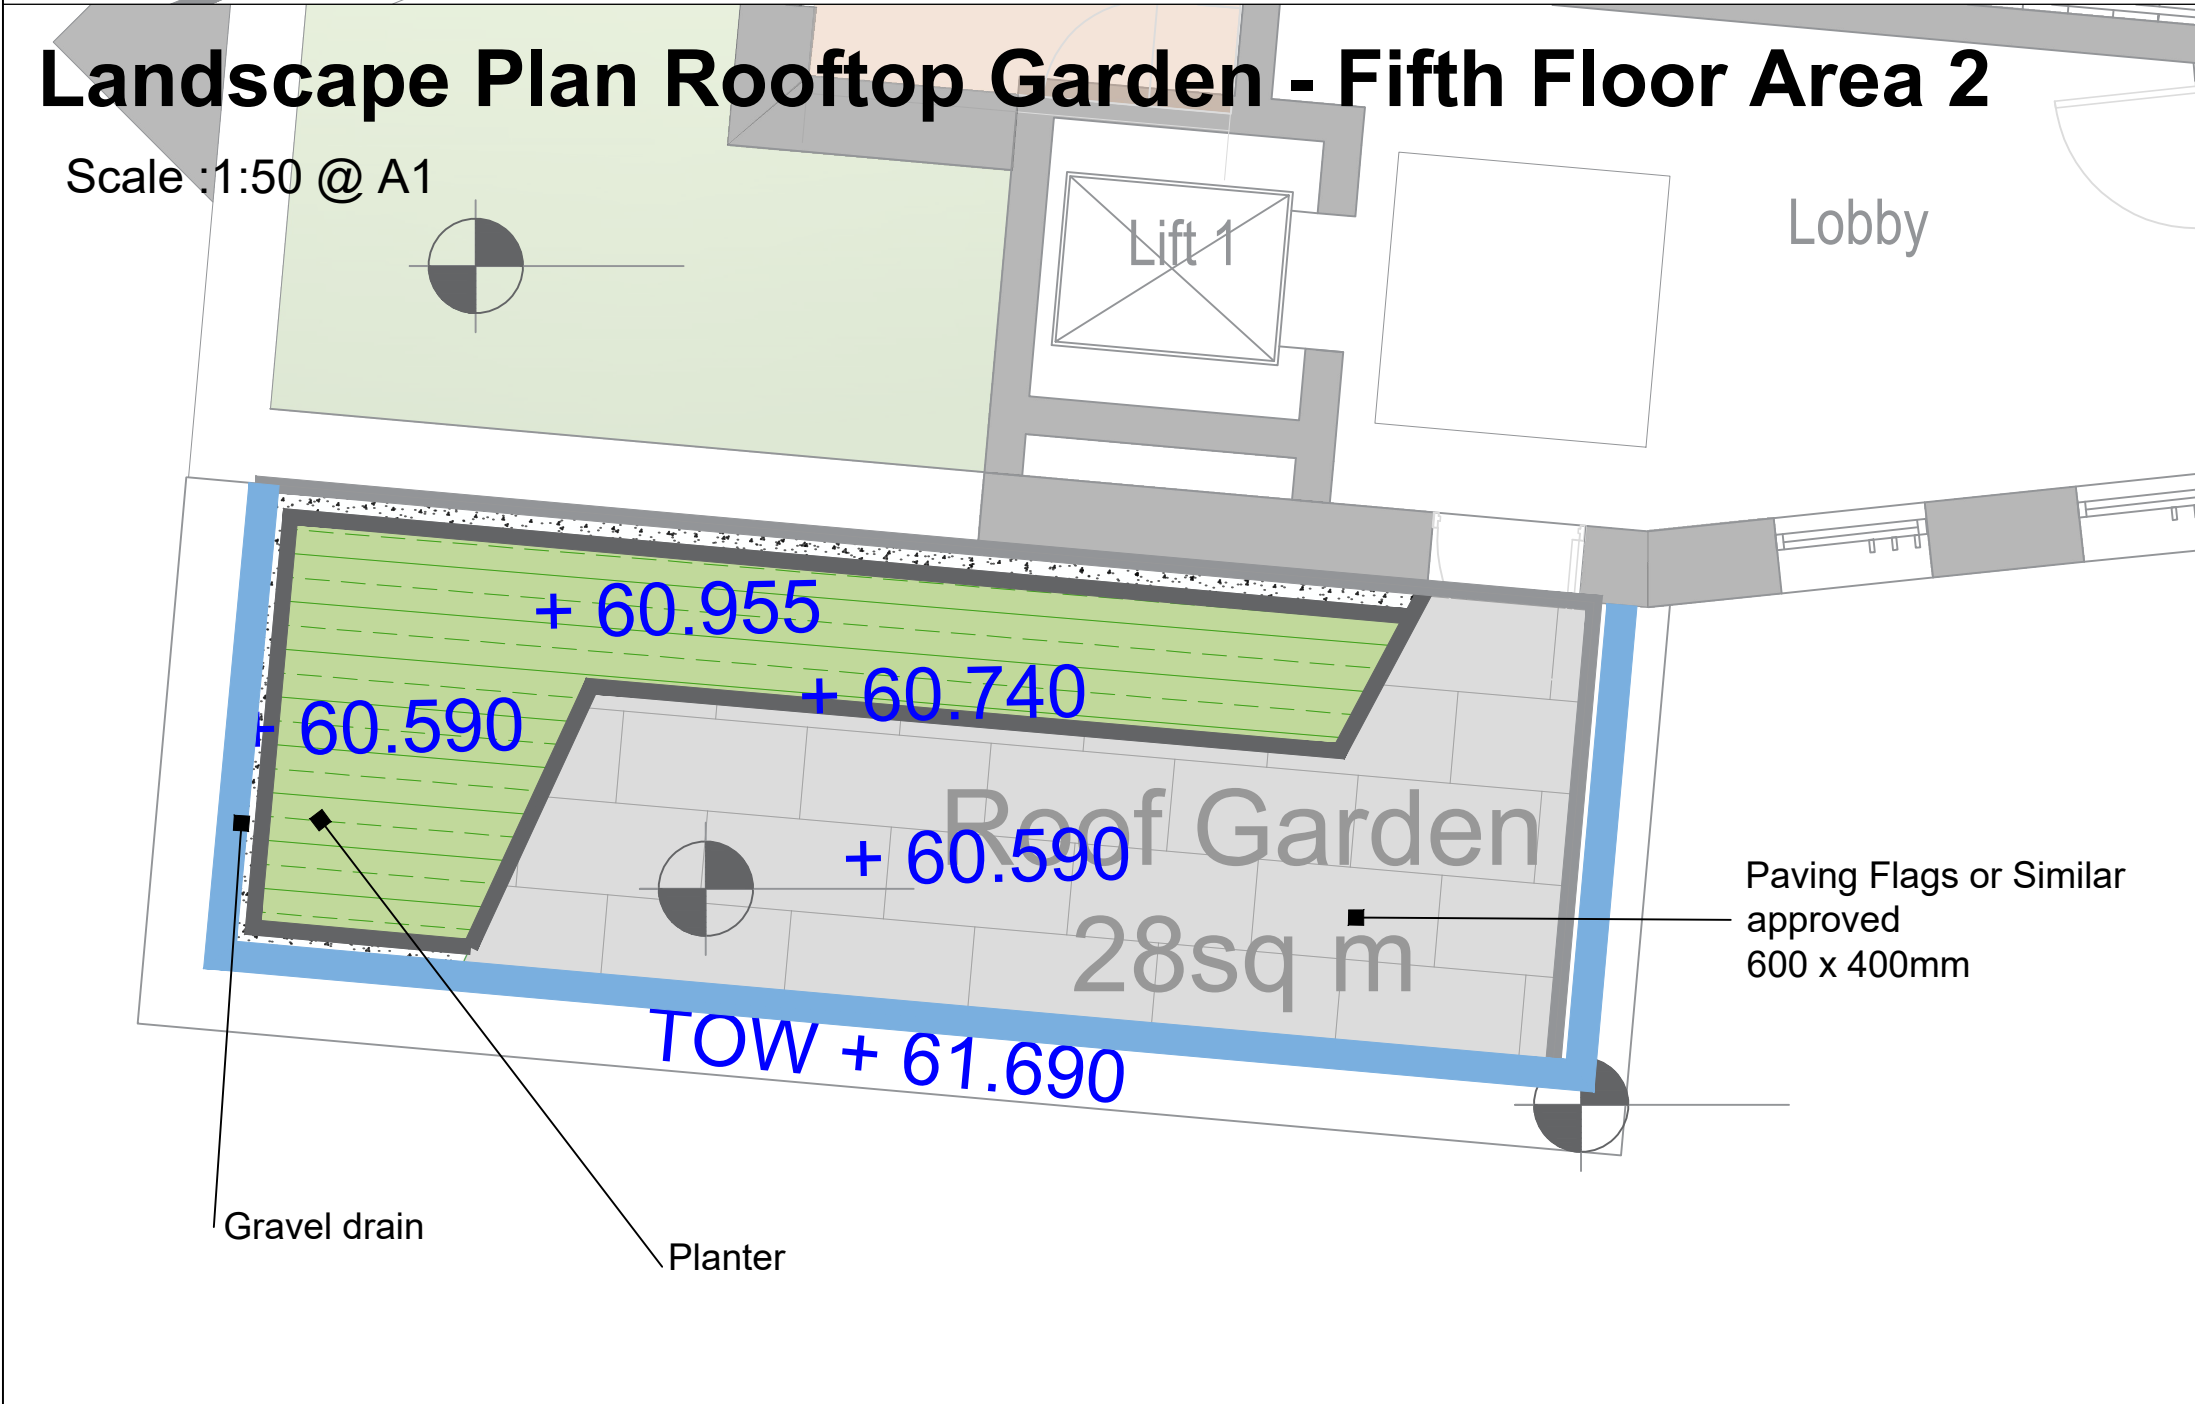 Landscape Plan Rooftop Garden - Fifth Floor Area 2
Scale :1:50 @ A1
Lift 1
Lobby
+ 60.955
+ 60.740
+ 60.590
Roof Garden
+ 60.590
28sq m
Paving Flags or Similar
approved
600 x 400mm
TOW + 61.690
Gravel drain
Planter